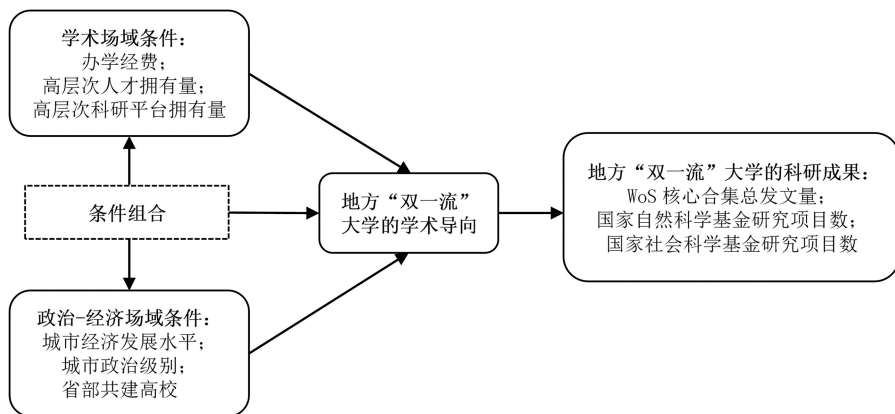 学术场域条件：
办学经费；
高层次人才拥有量；
高层次科研平台拥有量
条件组合
地方“双一流”
大学的学术导向
地方“双一流”大学的科研成果：
WoS 核心合集总发文量；
国家自然科学基金研究项目数；
国家社会科学基金研究项目数
政治-经济场域条件：
城市经济发展水平；
城市政治级别；
省部共建高校